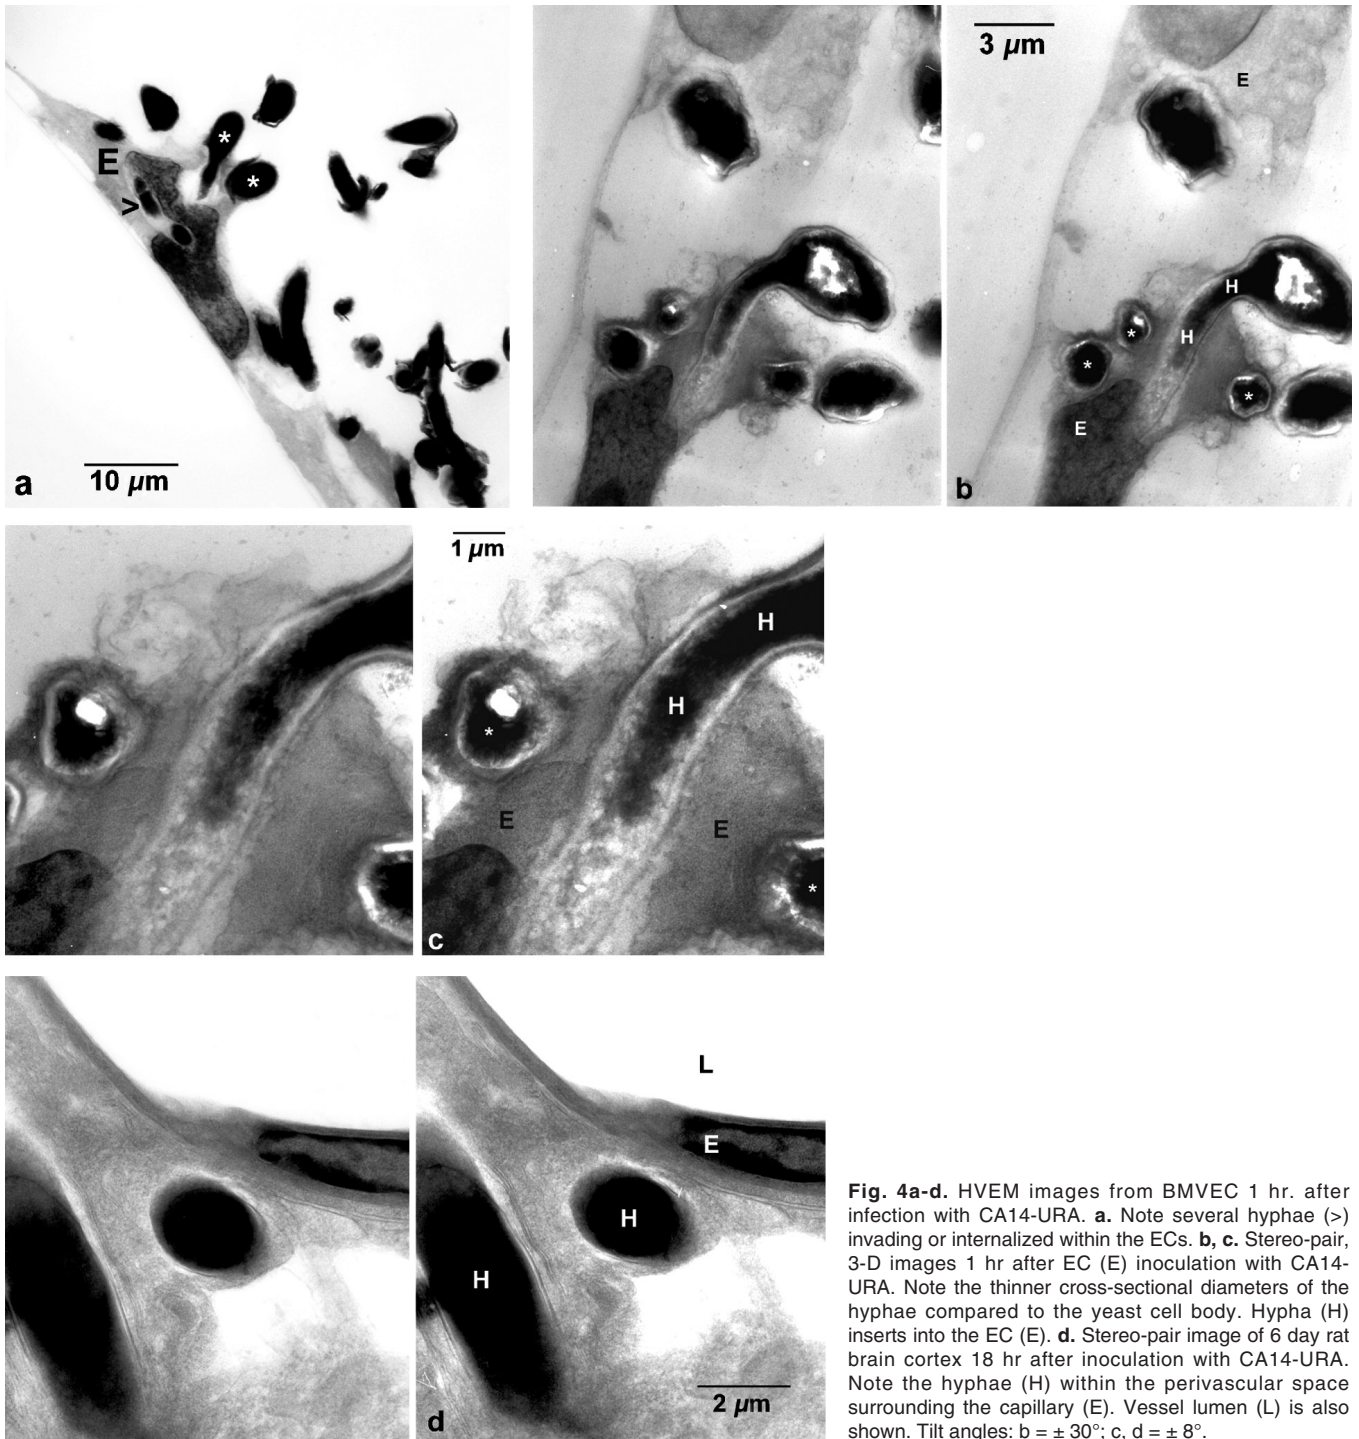 *
E
*
>
10 µm
a
3 µm
E
H
*
H
*
*
E
b
1 µm
H
H
*
E
E
*
c
L
E
H
H
2 µm
d
Fig. 4a-d. HVEM images from BMVEC 1 hr. after
infection with CA14-URA. a. Note several hyphae (>)
invading or internalized within the ECs. b, c. Stereo-pair,
3-D images 1 hr after EC (E) inoculation with CA14-
URA. Note the thinner cross-sectional diameters of the
hyphae compared to the yeast cell body. Hypha (H)
inserts into the EC (E). d. Stereo-pair image of 6 day rat
brain cortex 18 hr after inoculation with CA14-URA.
Note the hyphae (H) within the perivascular space
surrounding the capillary (E). Vessel lumen (L) is also
shown. Tilt angles: b = ± 30°; c, d = ± 8°.